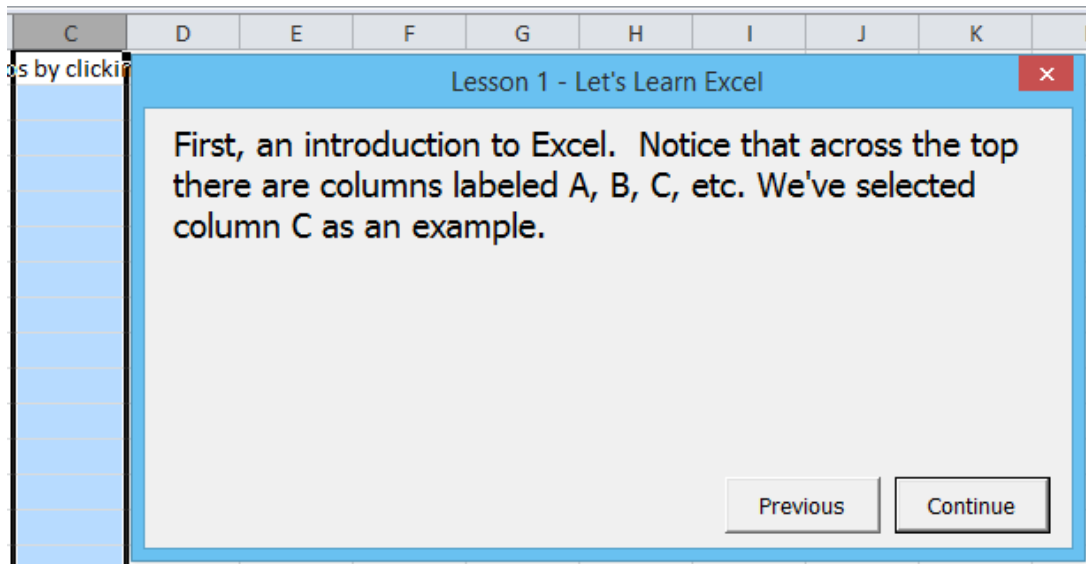 C D E F G H I J K
s by clickin
Lesson 1 - Let's Learn Excel
First, an introduction to Excel. Notice that across the top
there are columns labeled A, B, C, etc. We've selected
column C as an example.
Previous Continue